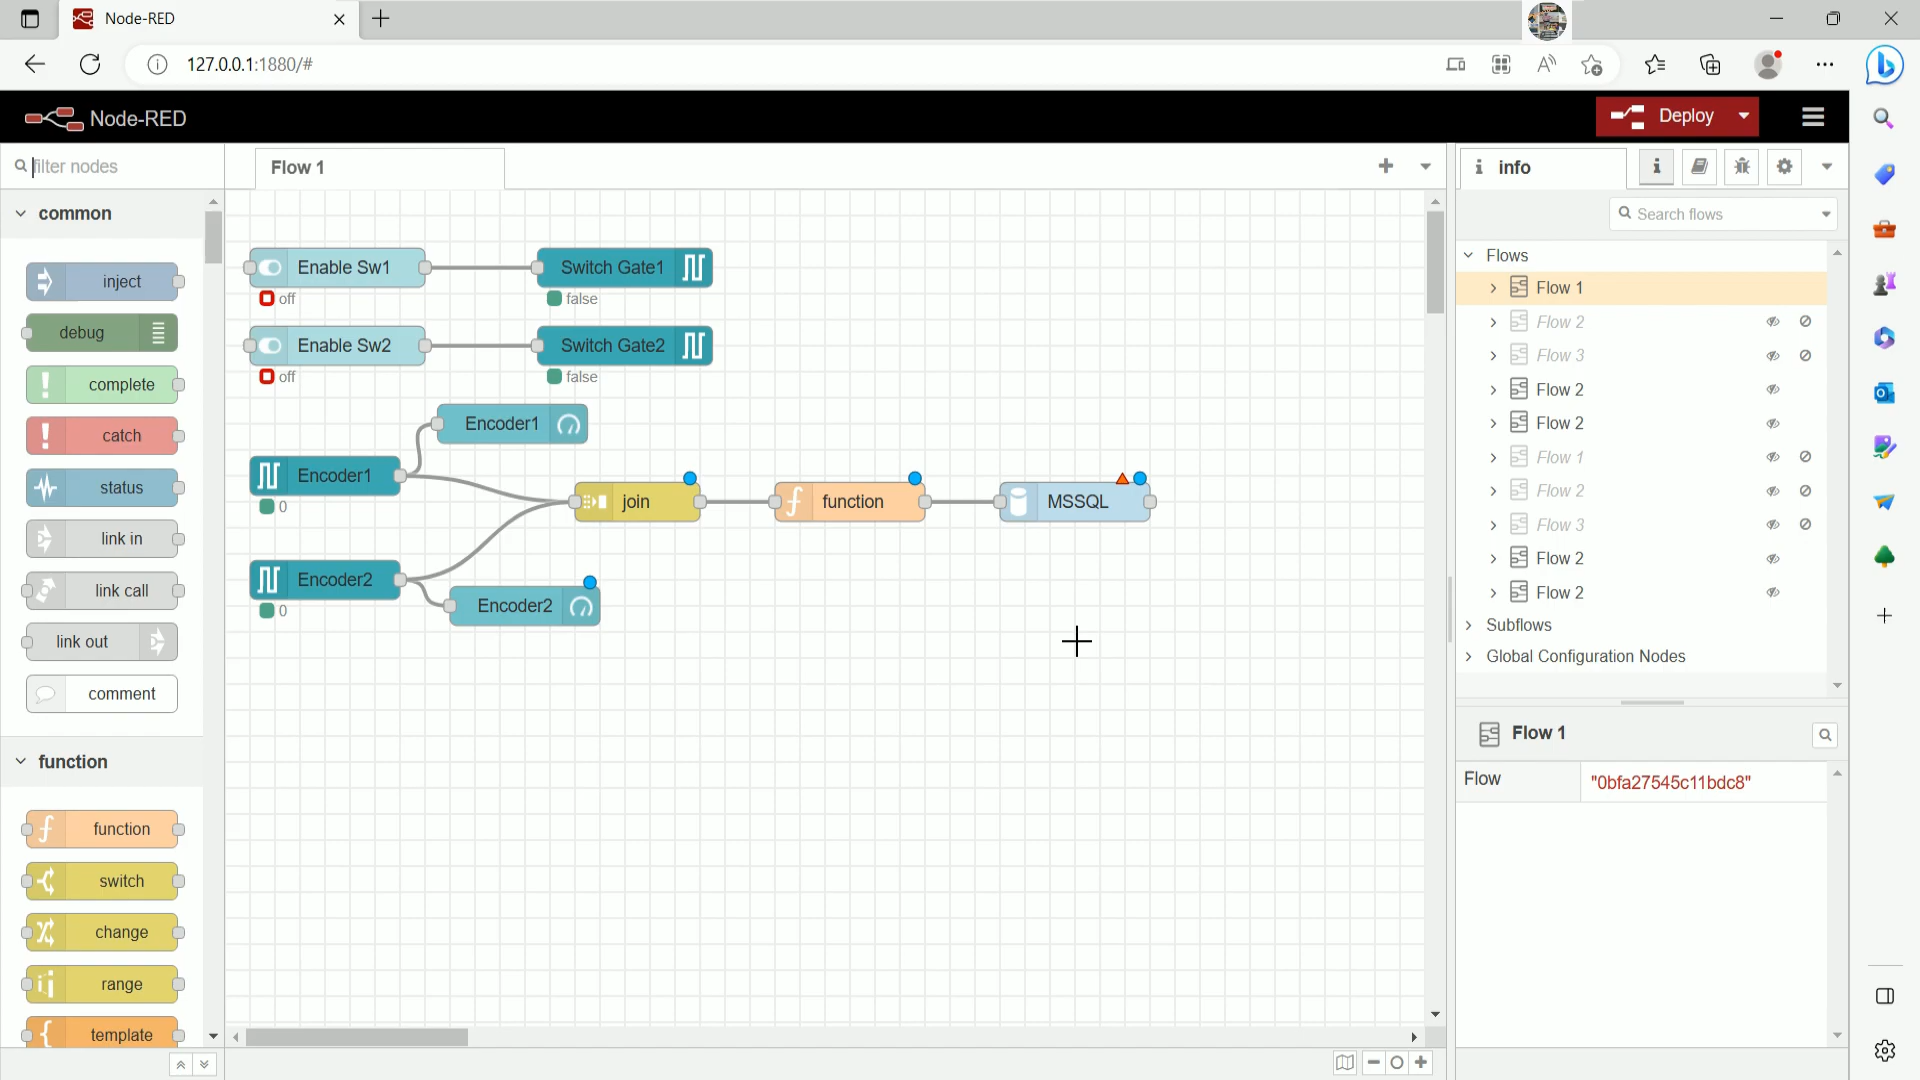 Node-RED
127.0.0.1:1880/#
Node-RED
Deploy
filter nodes
Flow 1
info
common
Search flows
inject
debug
complete
catch
status
link in
link call
link out
comment
function
function
switch
change
range
template
Enable Sw1
off
Switch Gate1
false
Enable Sw2
off
Switch Gate2
false
Encoder1
Encoder1
0
join
function
MSSQL
Encoder2
0
Encoder2
Flows
Flow 1
Flow 2
Flow 3
Flow 2
Flow 2
Flow 1
Flow 2
Flow 3
Flow 2
Flow 2
Subflows
Global Configuration Nodes
Flow 1
Flow "0bfa27545c11bdc8"